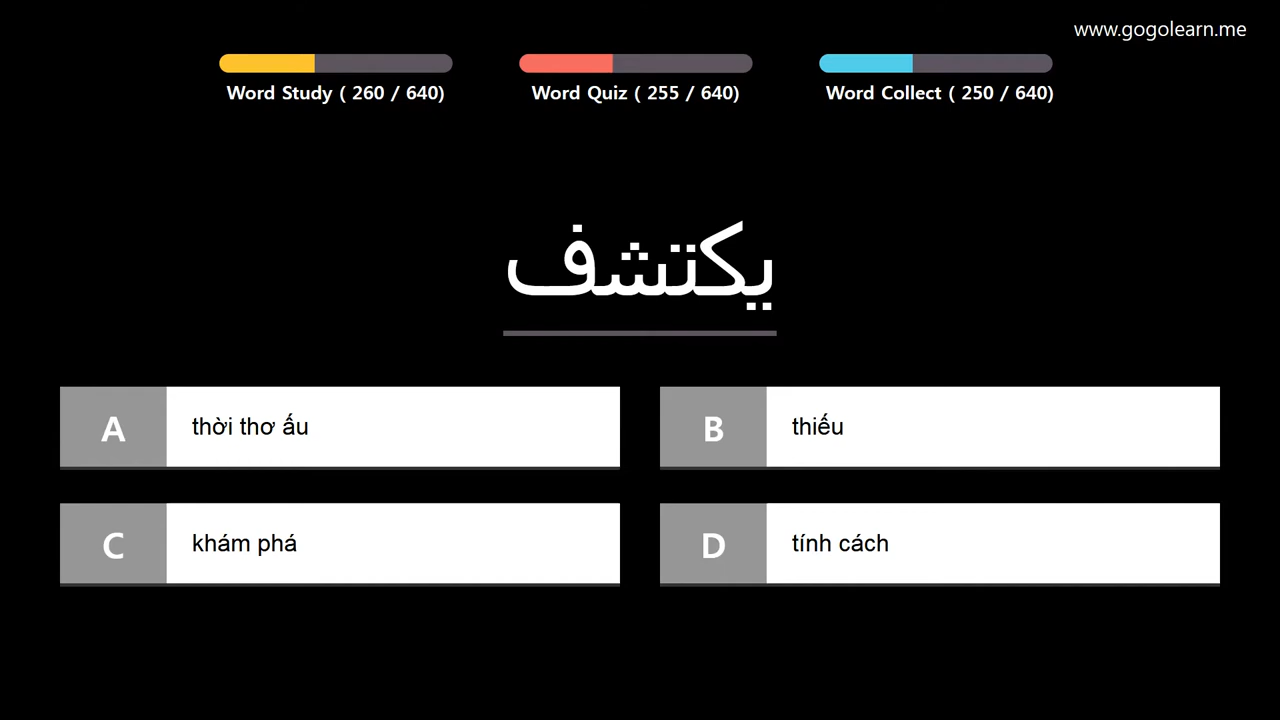 www.gogolearn.me
Word Study ( 260 / 640)
Word Quiz ( 255 / 640)
Word Collect ( 250 / 640)
يكتشف
A thời thơ ấu
B thiếu
C khám phá
D tính cách